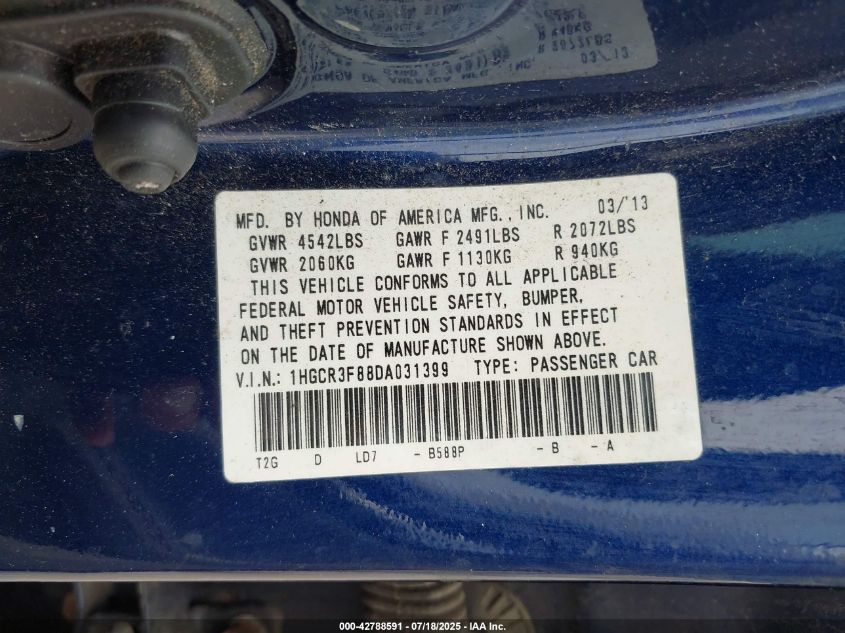 R 2072LBS
03/'13
MFD. BY HONDA OF AMERICA MFG., INC. 03/'13
GVWR 4542LBS GAWR F 2491LBS R 2072LBS
GVWR 2060KG GAWR F 1130KG R 940KG
THIS VEHICLE CONFORMS TO ALL APPLICABLE
FEDERAL MOTOR VEHICLE SAFETY, BUMPER,
AND THEFT PREVENTION STANDARDS IN EFFECT
ON THE DATE OF MANUFACTURE SHOWN ABOVE.
V.I.N.: 1HGCR3F88DA031399 TYPE: PASSENGER CAR
T2G D LD7 - B588P - B - A
000-42788591 / 07/18/2025 / IAA Inc.